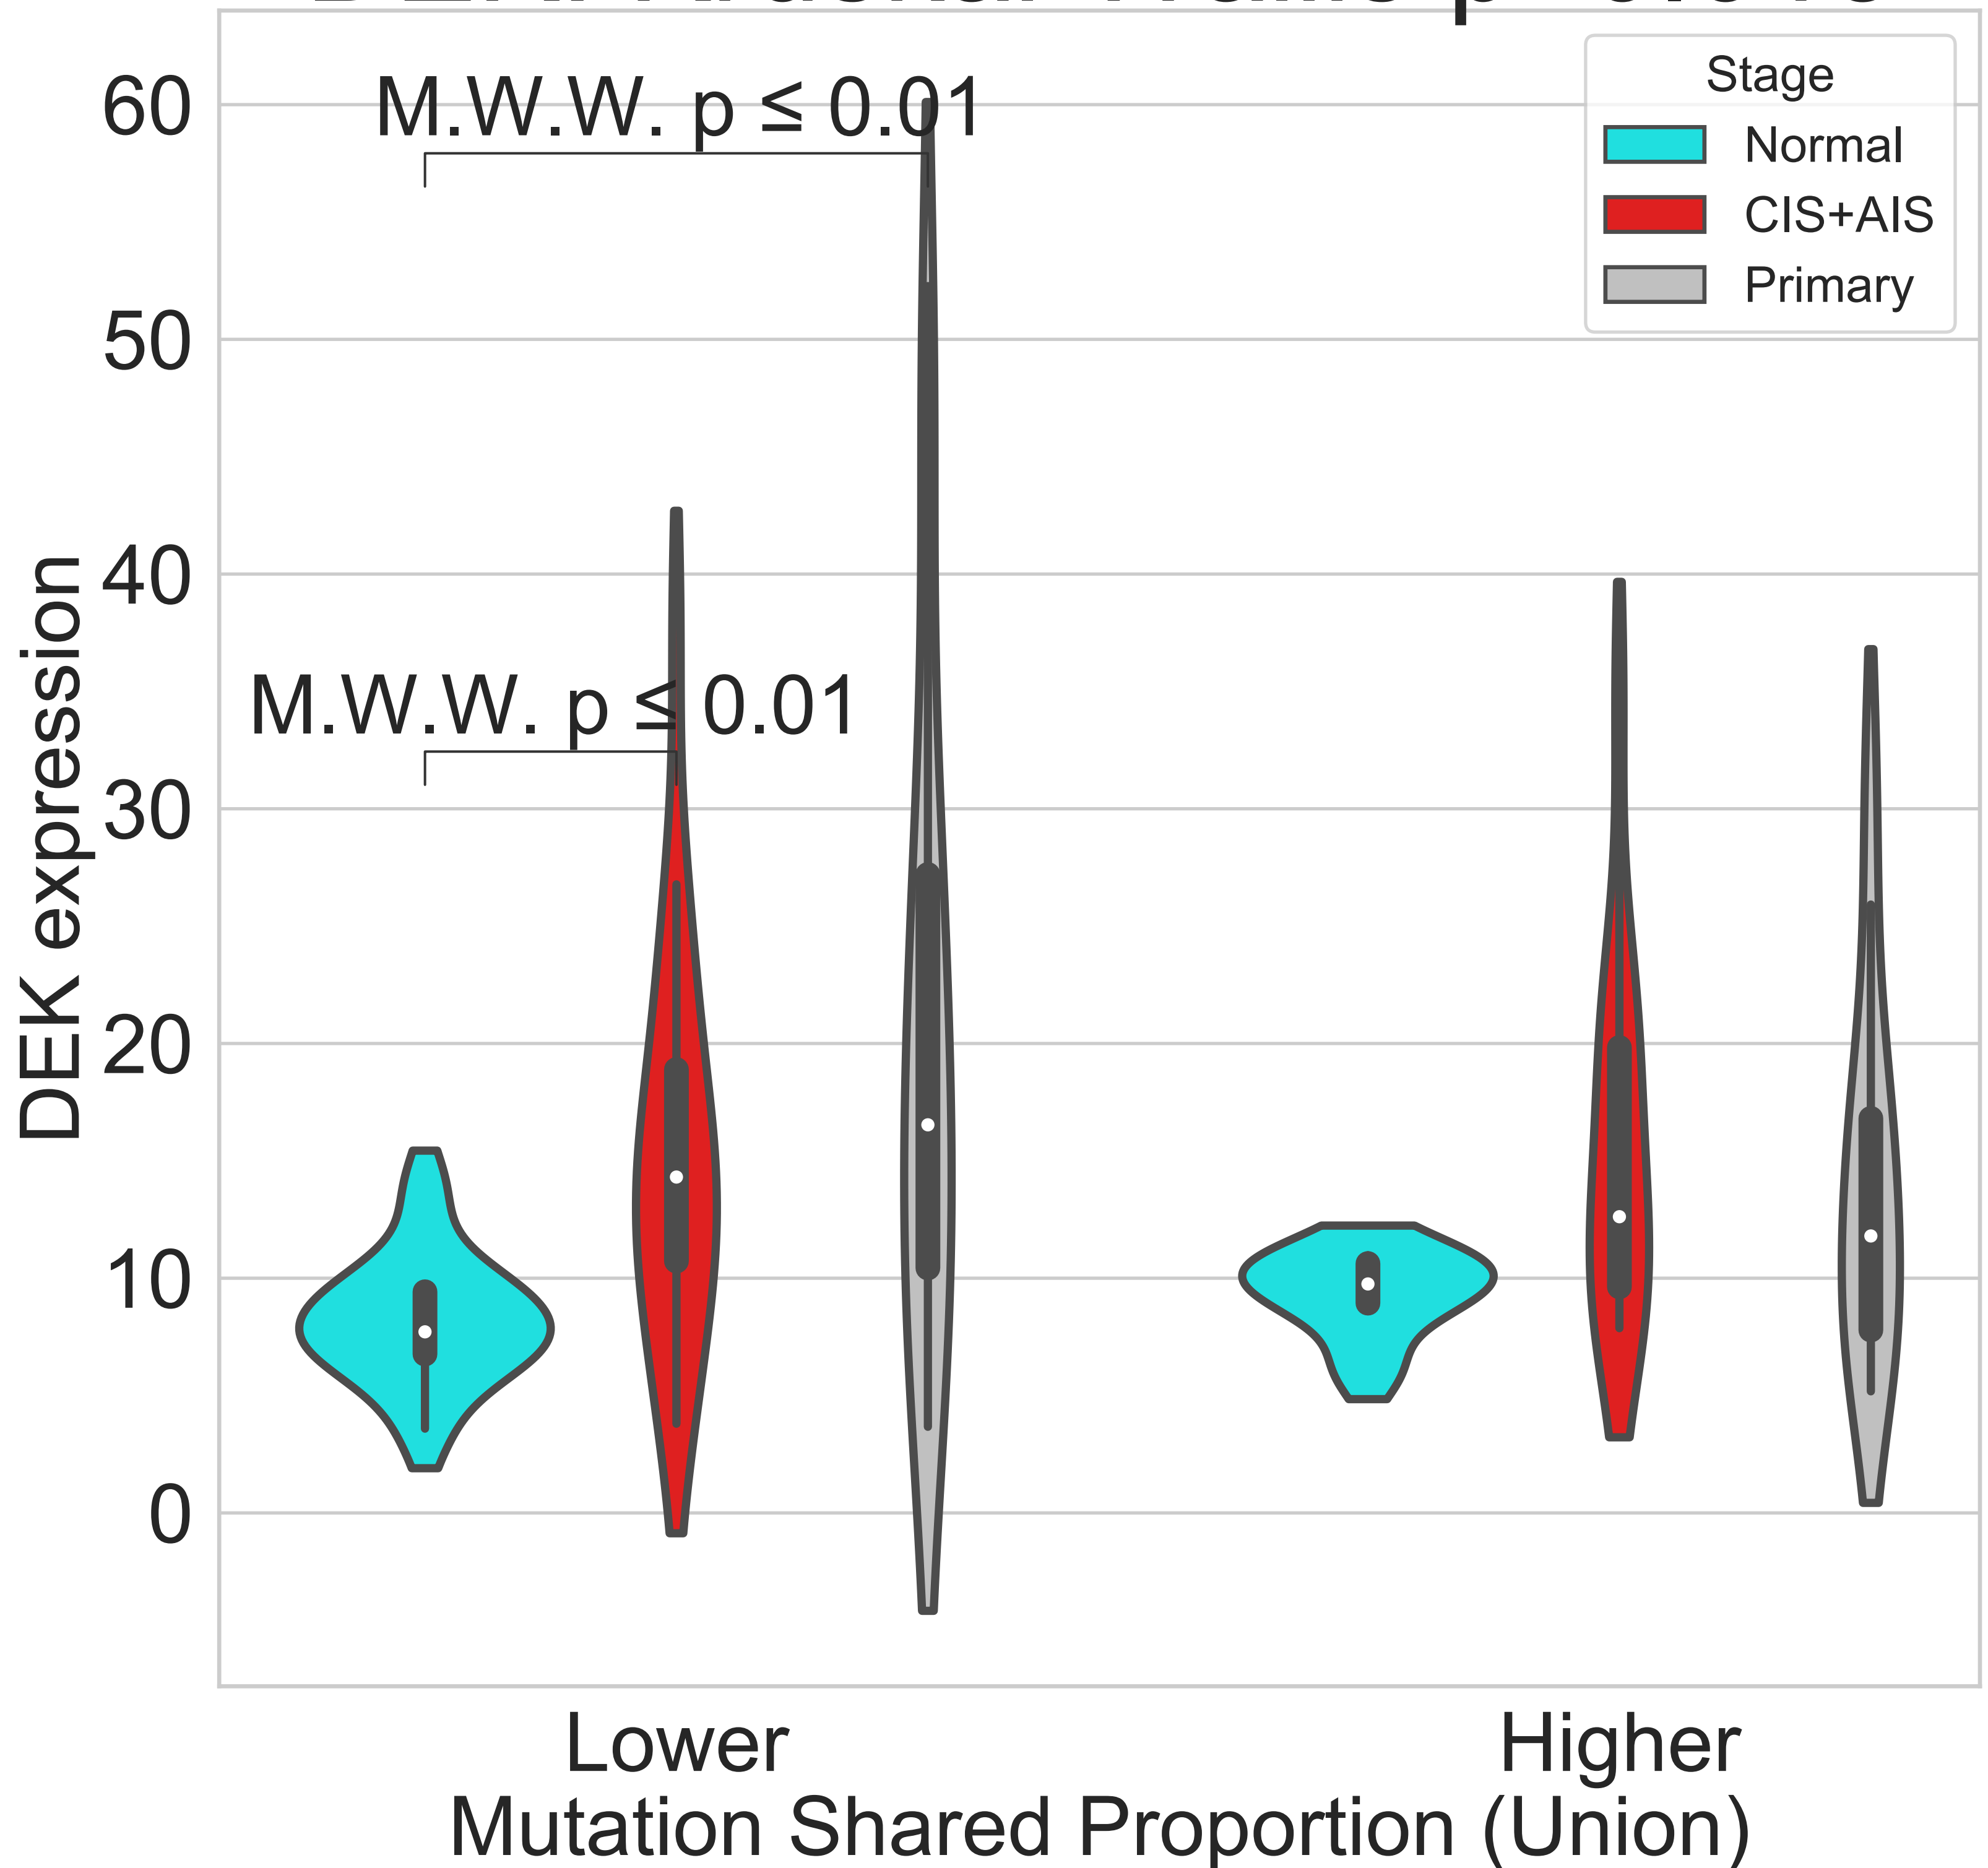 Stage
Normal
CIS+AIS
Primary
M.W.W. p ≤ 0.01
M.W.W. p ≤ 0.01
60
50
40
30
20
10
0
DEK expression
Lower
Higher
Mutation Shared Proportion (Union)